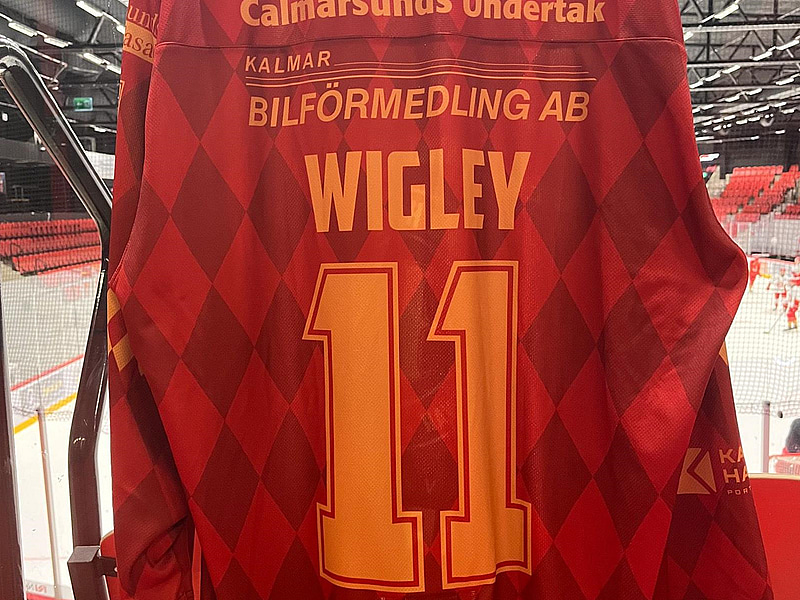 Calmarsunds Undertak
KALMAR
BILFÖRMEDLING AB
WIGLEY
11